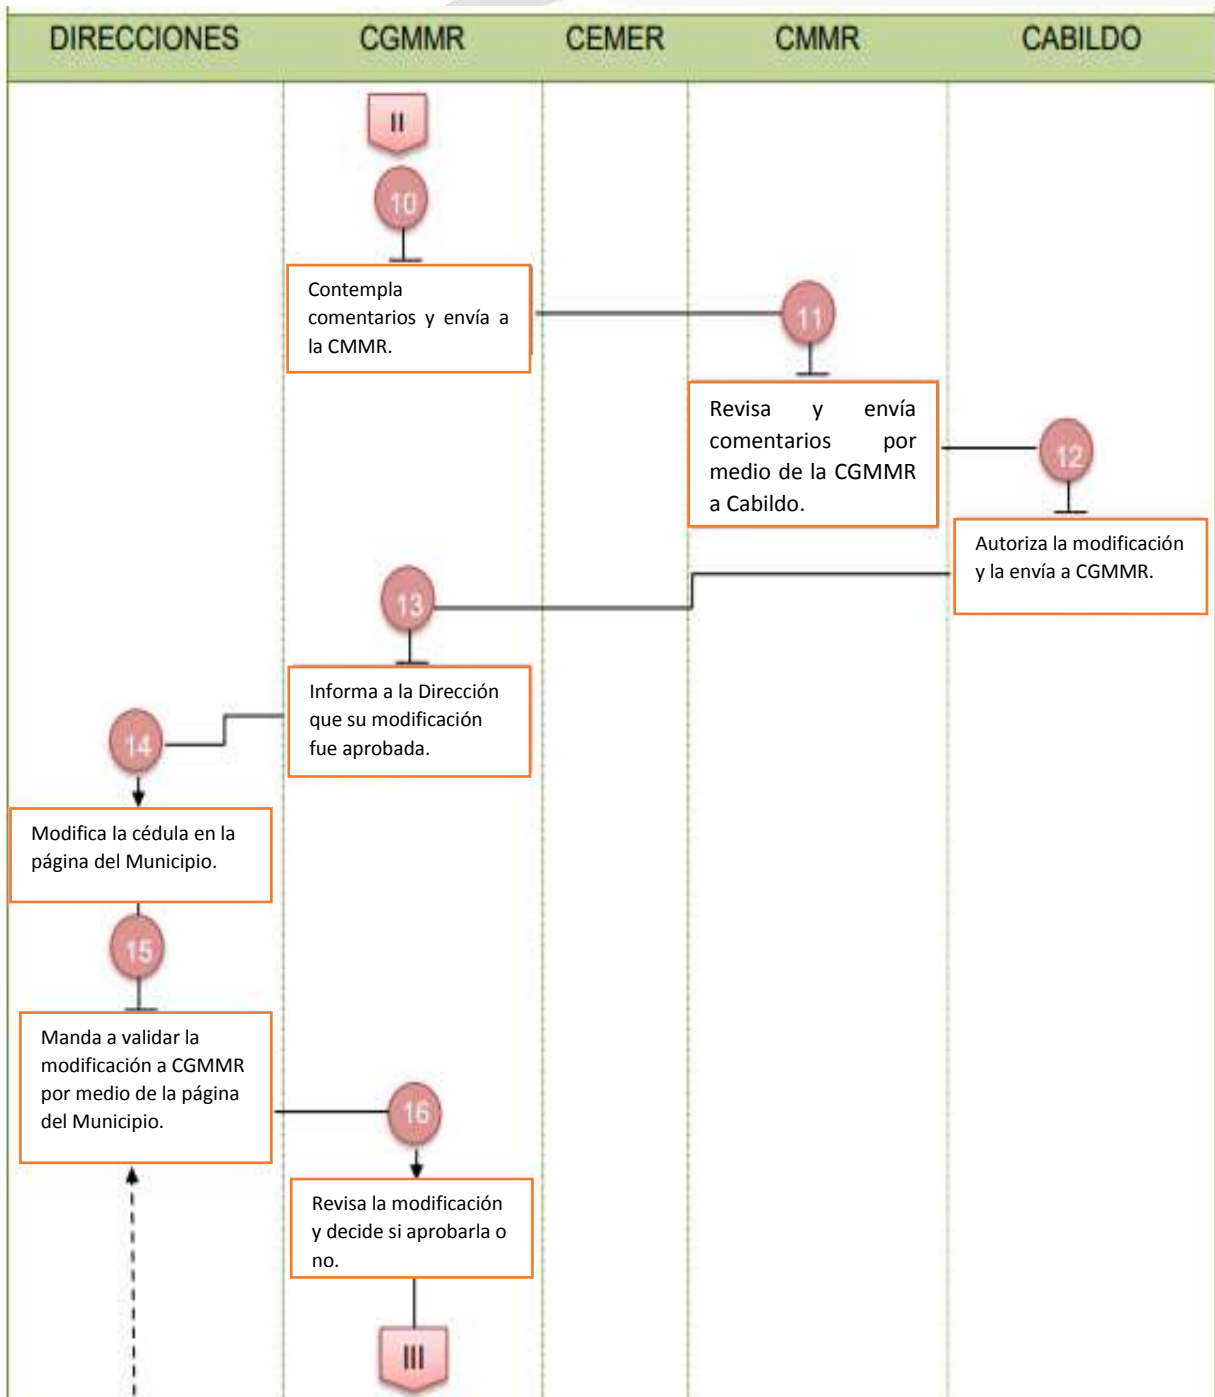 DIRECCIONES CGMMR CEMER CMMR CABILDO
II
10
Contempla
comentarios y envía a
la CMMR.
11
Revisa y envía
comentarios por
medio de la CGMMR
a Cabildo.
12
Autoriza la modificación
y la envía a CGMMR.
13
Informa a la Dirección
que su modificación
fue aprobada.
14
Modifica la cédula en la
página del Municipio.
15
Manda a validar la
modificación a CGMMR
por medio de la página
del Municipio.
16
Revisa la modificación
y decide si aprobarla o
no.
III